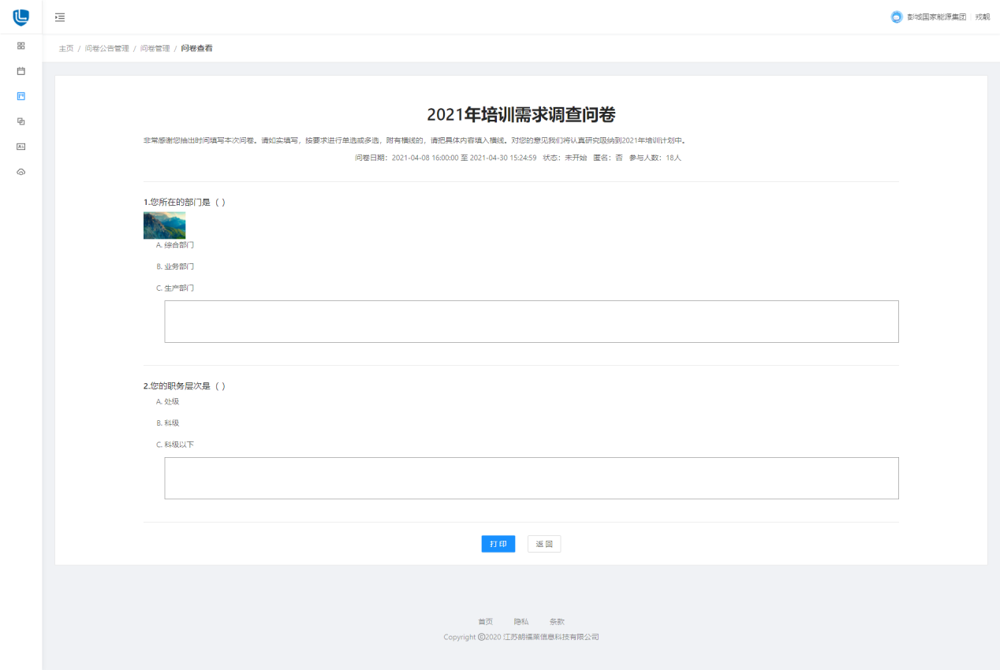 彭城国家能源集团 戎靓
主页 / 问卷公告管理 / 问卷管理 / 问卷查看
2021年培训需求调查问卷
非常感谢您抽出时间填写本次问卷。请如实填写，按要求进行单选或多选，附有横线的，请把具体内容填入横线。对您的意见我们将认真研究吸纳到2021年培训计划中。
问卷日期：2021-04-08 16:00:00 至 2021-04-30 15:24:59 状态：未开始 匿名：否 参与人数：18人
1.您所在的部门是（ ）
A. 综合部门
B. 业务部门
C. 生产部门
2.您的职务层次是（ ）
A. 处级
B. 科级
C. 科级以下
打 印 返 回
首页 隐私 条款
Copyright ©2020 江苏朗福莱信息科技有限公司